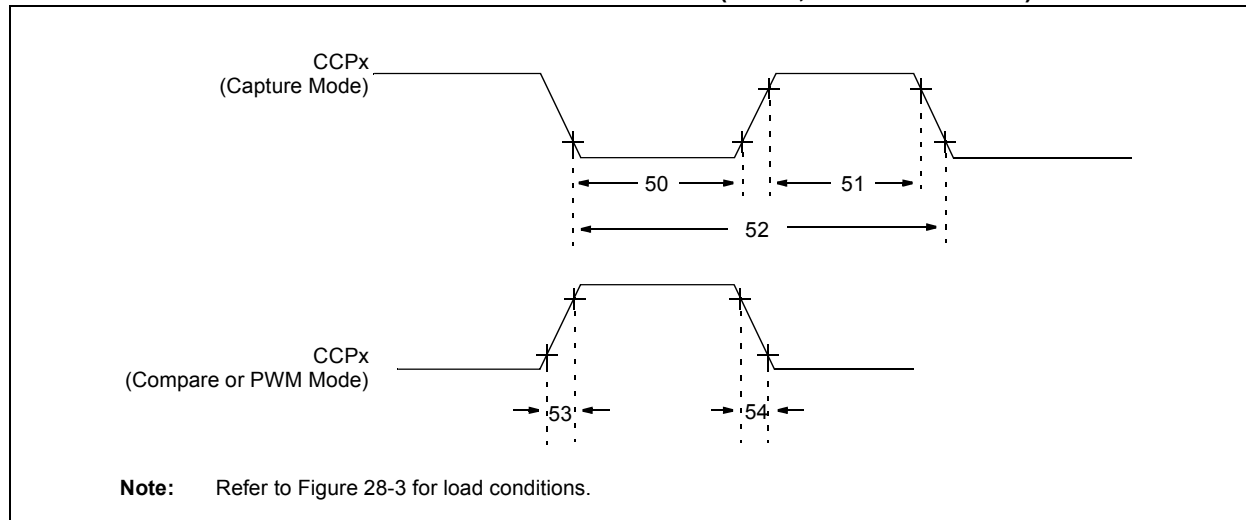 CCPx
(Capture Mode)
50
51
52
CCPx
(Compare or PWM Mode)
53
54
Note: Refer to Figure 28-3 for load conditions.